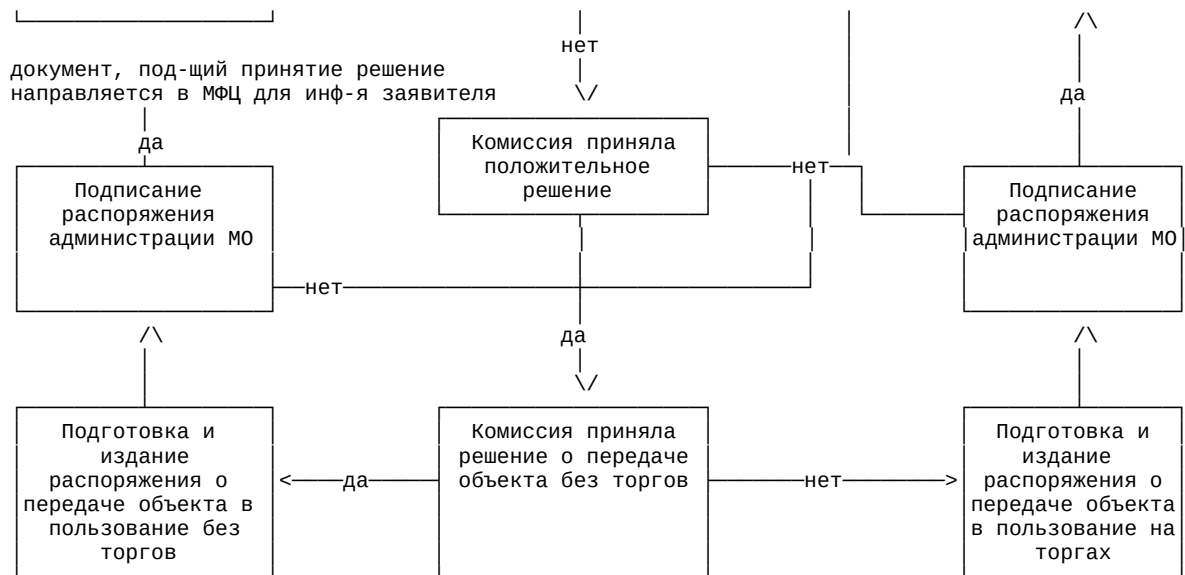 нет
документ, под-щий принятие решение
направляется в МФЦ для инф-я заявителя
да
да
Комиссия приняла
положительное
решение
нет
Подписание
распоряжения
администрации МО
Подписание
распоряжения
администрации МО
нет
да
Подготовка и
издание
распоряжения о
передаче объекта в
пользование без
торгов
да
Комиссия приняла
решение о передаче
объекта без торгов
нет
Подготовка и
издание
распоряжения о
передаче объекта
в пользование на
торгах